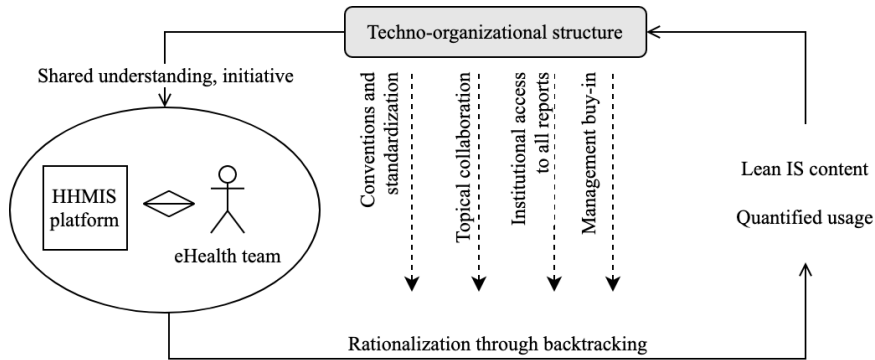 Techno-organizational structure
Shared understanding, initiative
HHMIS
platform
eHealth team
Conventions and
standardization
Topical collaboration
Institutional access
to all reports
Management buy-in
Lean IS content
Quantified usage
Rationalization through backtracking